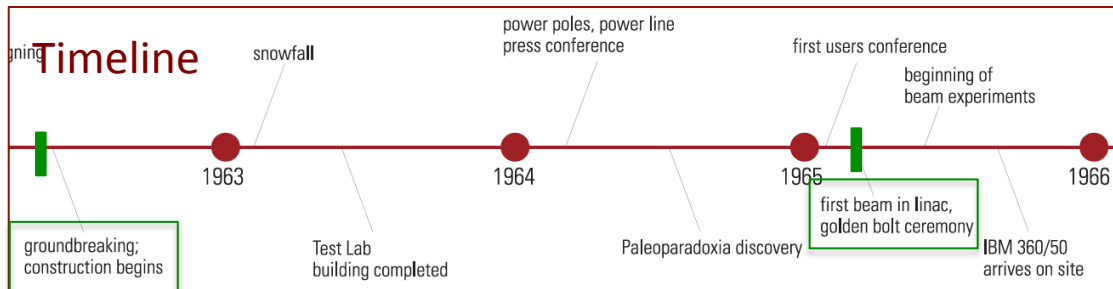 gning
Timeline
snowfall
power poles, power line
press conference
first users conference
beginning of
beam experiments
1963
1964
1965
1966
groundbreaking;
construction begins
Test Lab
building completed
Paleoparadoxia discovery
first beam in linac,
golden bolt ceremony
IBM 360/50
arrives on site